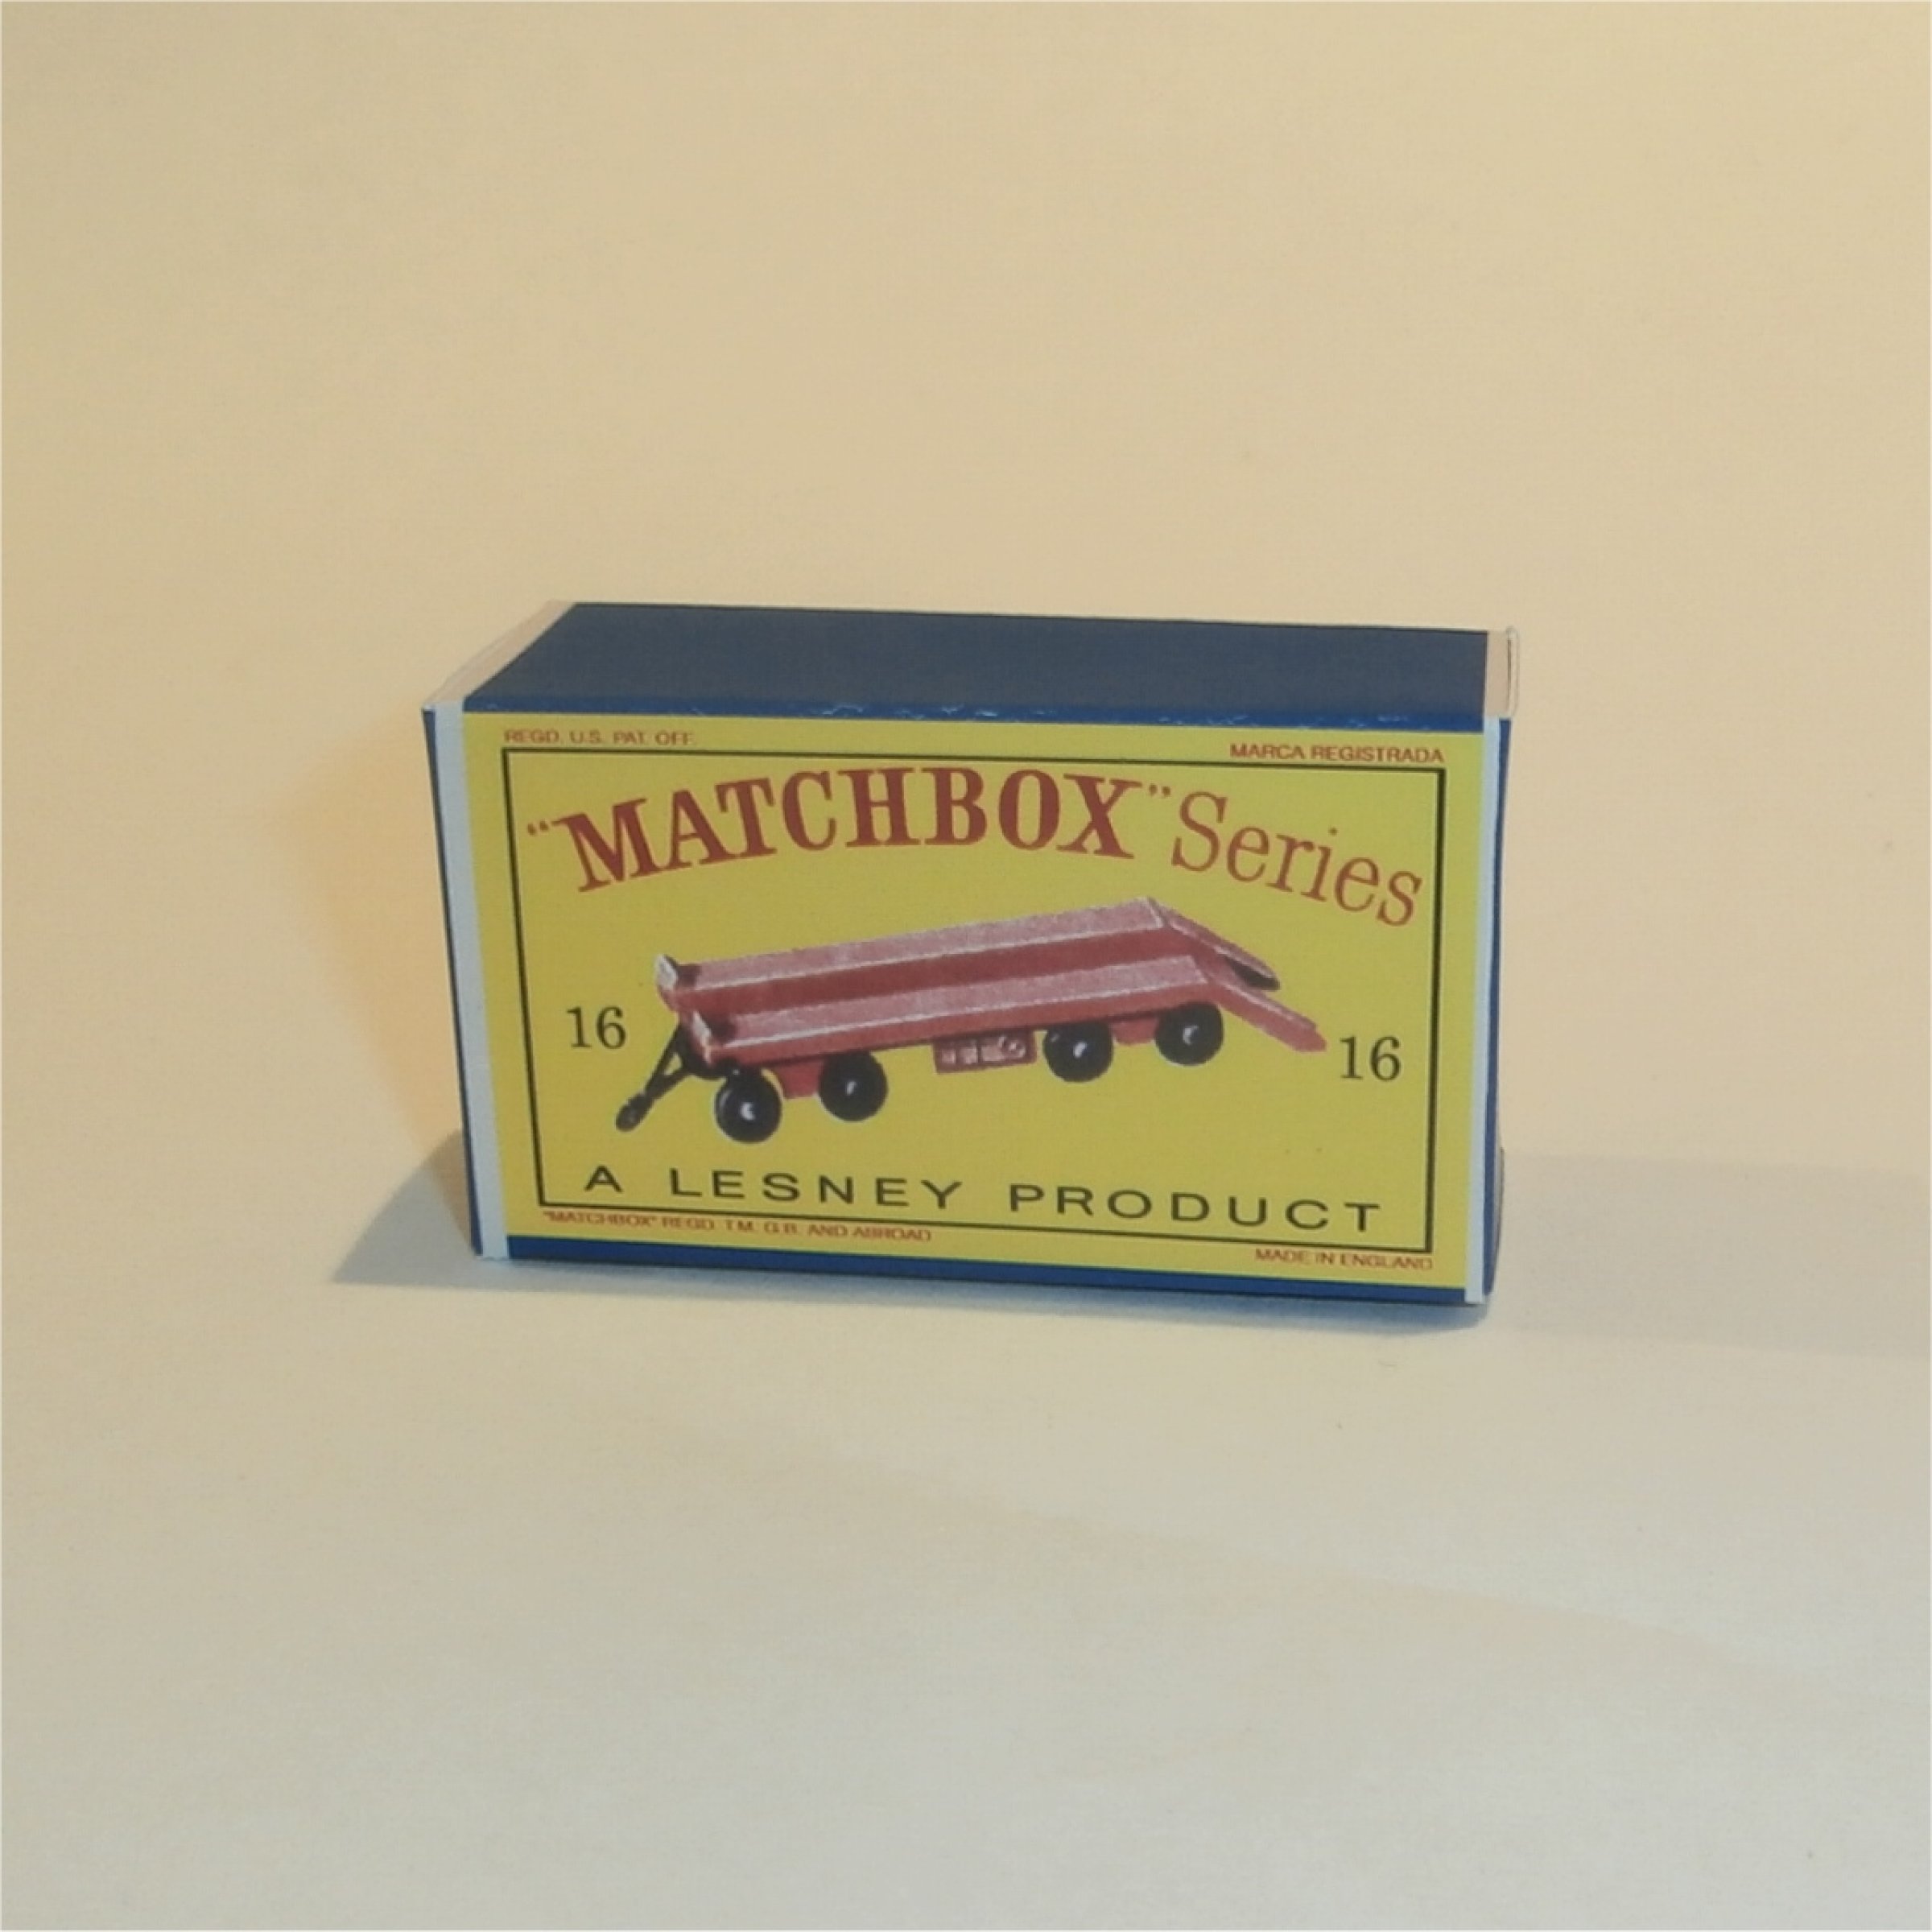 REGD. U.S. PAT. OFF.
MARCA REGISTRADA
“MATCHBOX” Series
16
16
A LESNEY PRODUCT
"MATCHBOX" REGD. T.M. G.B. AND ABROAD
MADE IN ENGLAND